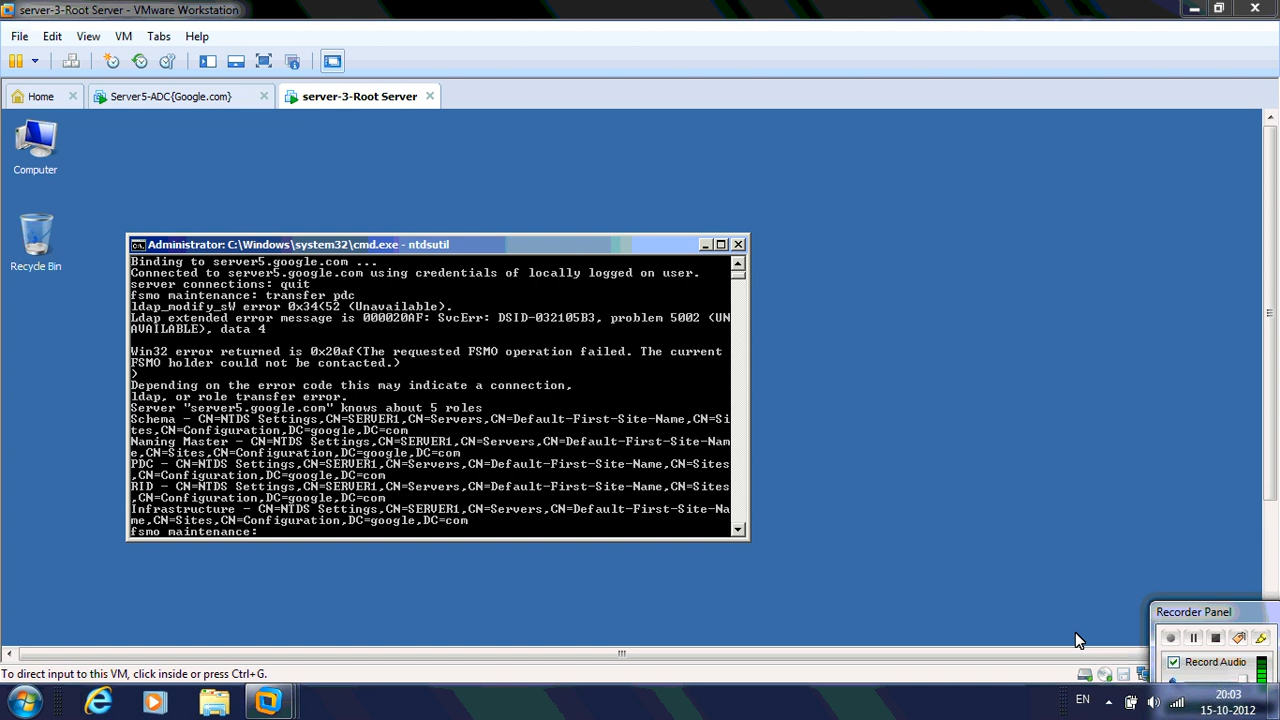 server-3-Root Server - VMware Workstation
File Edit View VM Tabs Help
Home Server5-ADC{Google.com} server-3-Root Server
Computer
Recycle Bin
Administrator: C:\Windows\system32\cmd.exe - ntdsutil
Binding to server5.google.com ...
Connected to server5.google.com using credentials of locally logged on user.
server connections: quit
fsmo maintenance: transfer pdc
ldap_modify_sW error 0x34(52 (Unavailable).
Ldap extended error message is 000020AF: SvcErr: DSID-032105B3, problem 5002 (UN
AVAILABLE), data 4
Win32 error returned is 0x20af(The requested FSMO operation failed. The current
FSMO holder could not be contacted.)
)
Depending on the error code this may indicate a connection,
ldap, or role transfer error.
Server "server5.google.com" knows about 5 roles
Schema - CN=NTDS Settings,CN=SERVER1,CN=Servers,CN=Default-First-Site-Name,CN=Si
tes,CN=Configuration,DC=google,DC=com
Naming Master - CN=NTDS Settings,CN=SERVER1,CN=Servers,CN=Default-First-Site-Nam
e,CN=Sites,CN=Configuration,DC=google,DC=com
PDC - CN=NTDS Settings,CN=SERVER1,CN=Servers,CN=Default-First-Site-Name,CN=Sites
,CN=Configuration,DC=google,DC=com
RID - CN=NTDS Settings,CN=SERVER1,CN=Servers,CN=Default-First-Site-Name,CN=Sites
,CN=Configuration,DC=google,DC=com
Infrastructure - CN=NTDS Settings,CN=SERVER1,CN=Servers,CN=Default-First-Site-Na
me,CN=Sites,CN=Configuration,DC=google,DC=com
fsmo maintenance:
Recorder Panel
Record Audio
To direct input to this VM, click inside or press Ctrl+G.
EN
20:03
15-10-2012